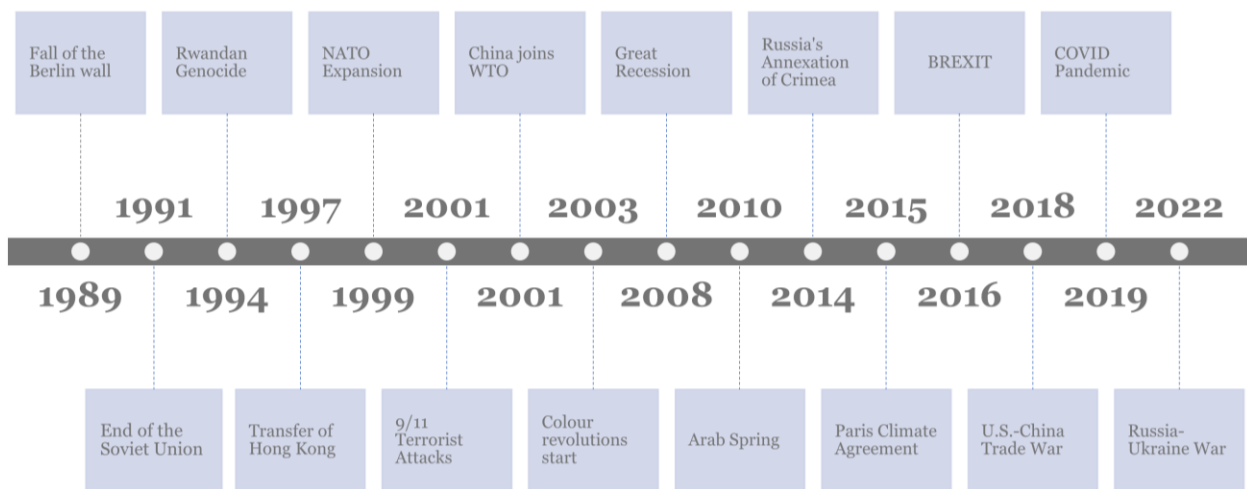 Fall of the
Berlin wall
Rwandan
Genocide
NATO
Expansion
China joins
WTO
Great
Recession
Russia's
Annexation
of Crimea
BREXIT
COVID
Pandemic
1991
1997
2001
2003
2010
2015
2018
2022
1989
1994
1999
2001
2008
2014
2016
2019
End of the
Soviet Union
Transfer of
Hong Kong
9/11
Terrorist
Attacks
Colour
revolutions
start
Arab Spring
Paris Climate
Agreement
U.S.-China
Trade War
Russia-
Ukraine War